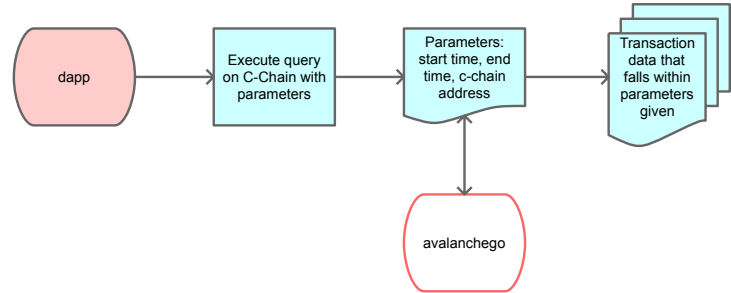 dapp
Execute query
on C-Chain with
parameters
Parameters:
start time, end
time, c-chain
address
Transaction
data that
falls within
parameters
given
avalanchego